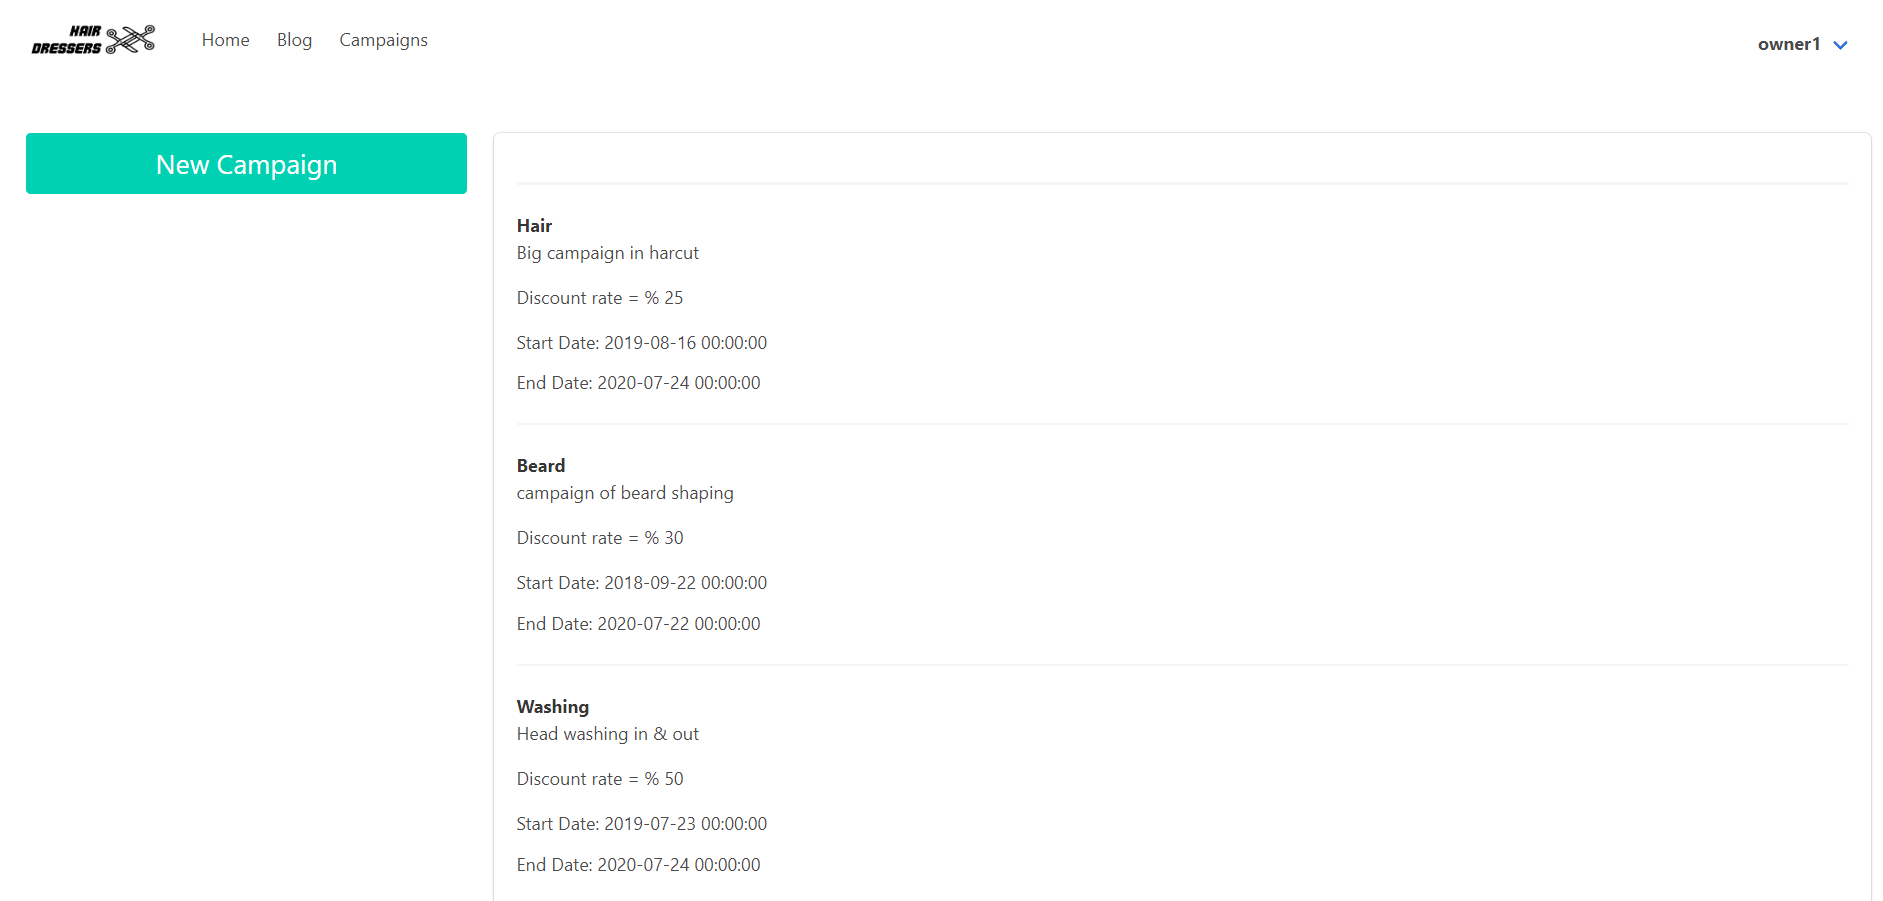 HAIR
DRESSERS
Home Blog Campaigns
owner1
New Campaign
Hair
Big campaign in harcut
Discount rate = % 25
Start Date: 2019-08-16 00:00:00
End Date: 2020-07-24 00:00:00
Beard
campaign of beard shaping
Discount rate = % 30
Start Date: 2018-09-22 00:00:00
End Date: 2020-07-22 00:00:00
Washing
Head washing in & out
Discount rate = % 50
Start Date: 2019-07-23 00:00:00
End Date: 2020-07-24 00:00:00